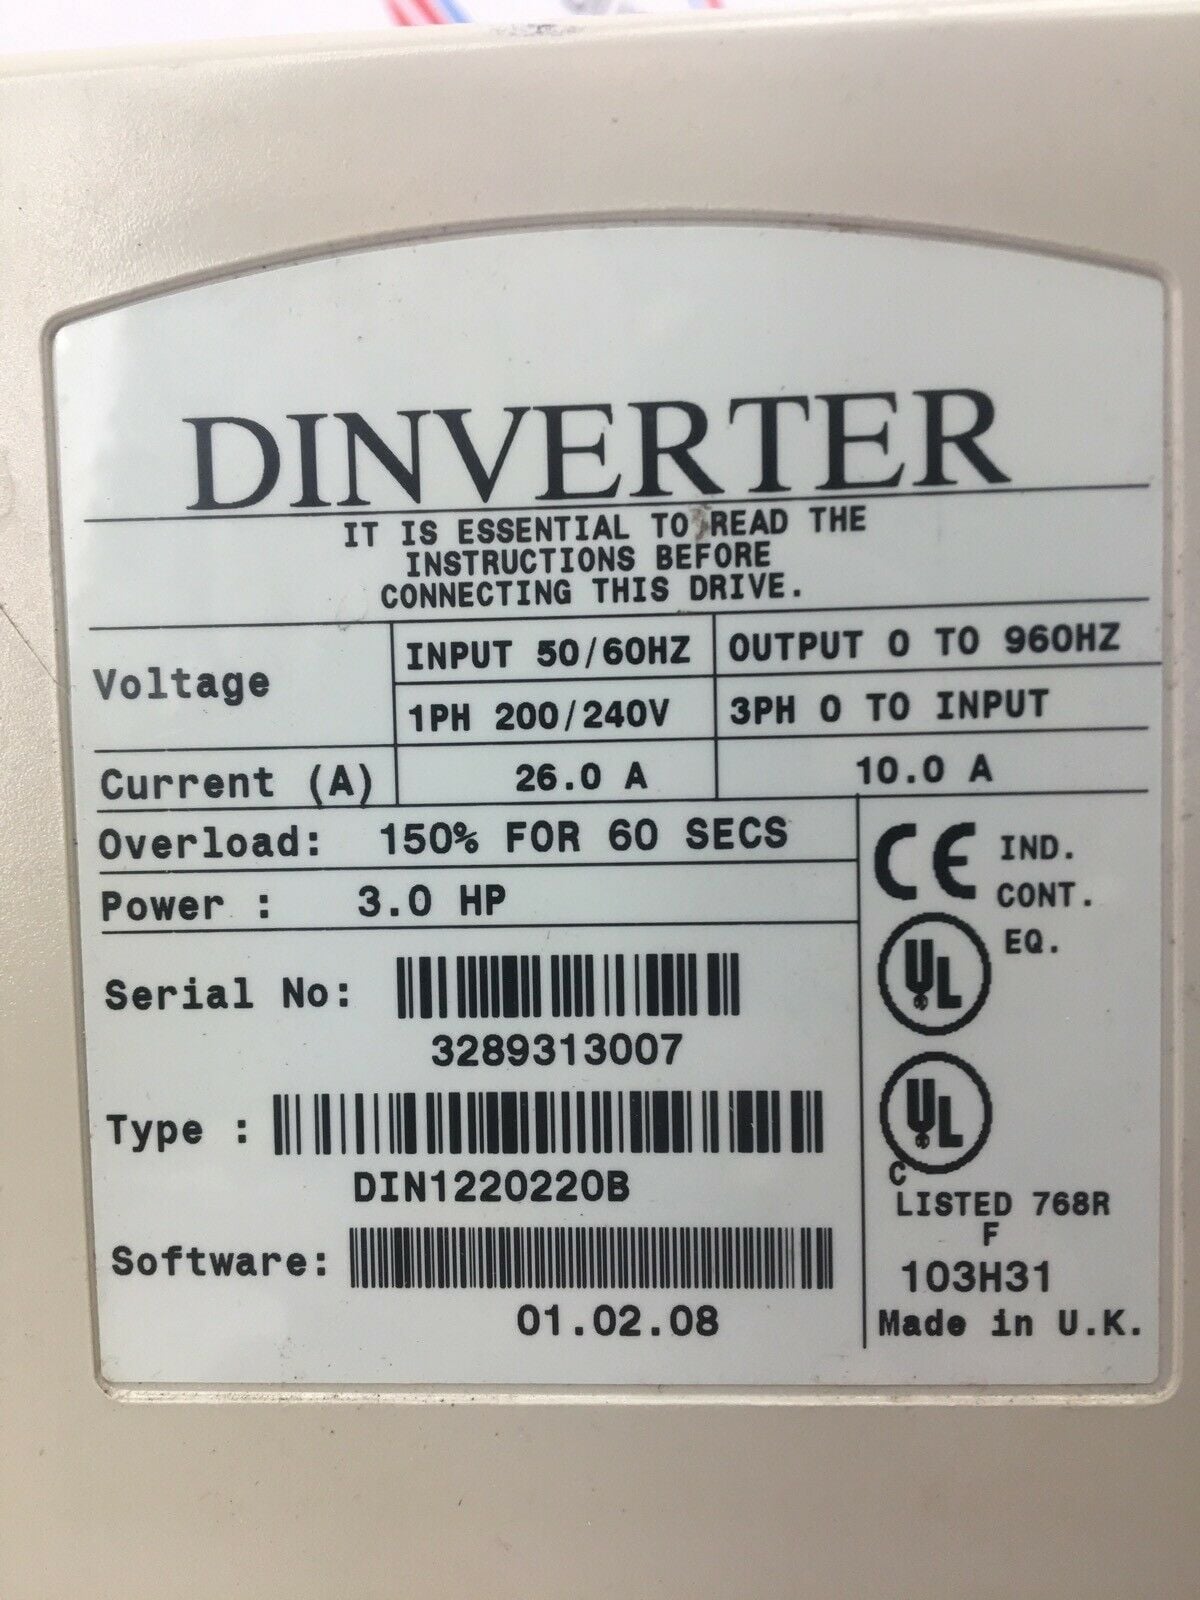 DINVERTER
IT IS ESSENTIAL TO READ THE
INSTRUCTIONS BEFORE
CONNECTING THIS DRIVE.
Voltage
INPUT 50/60HZ
OUTPUT 0 TO 960HZ
1PH 200/240V
3PH 0 TO INPUT
Current (A)
26.0 A
10.0 A
Overload: 150% FOR 60 SECS
Power : 3.0 HP
Serial No:
3289313007
Type :
DIN1220220B
Software:
01.02.08
CE IND.
CONT.
EQ.
UL
UL
C
LISTED 768R
F
103H31
Made in U.K.